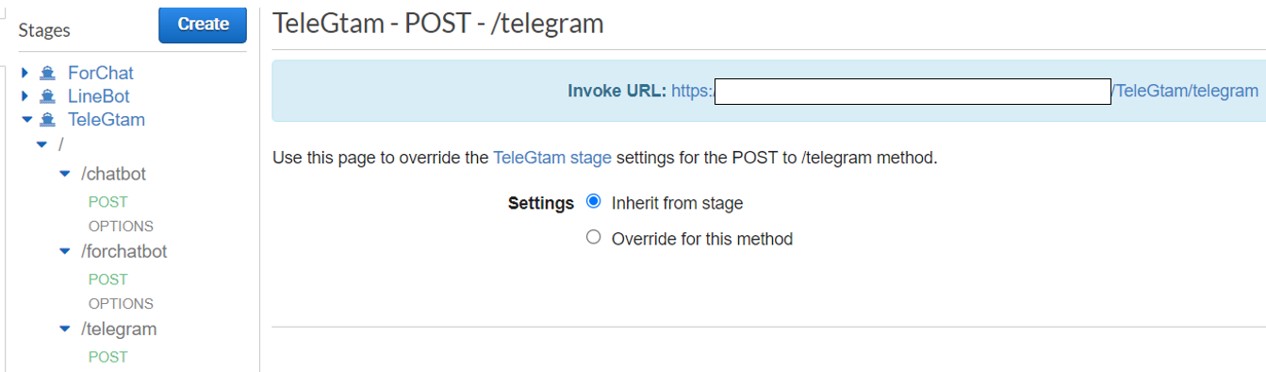 Stages
Create
ForChat
LineBot
TeleGtam
/
/chatbot
POST
OPTIONS
/forchatbot
POST
OPTIONS
/telegram
POST
TeleGtam - POST - /telegram
Invoke URL: https:/ /TeleGtam/telegram
Use this page to override the TeleGtam stage settings for the POST to /telegram method.
Settings Inherit from stage
Override for this method